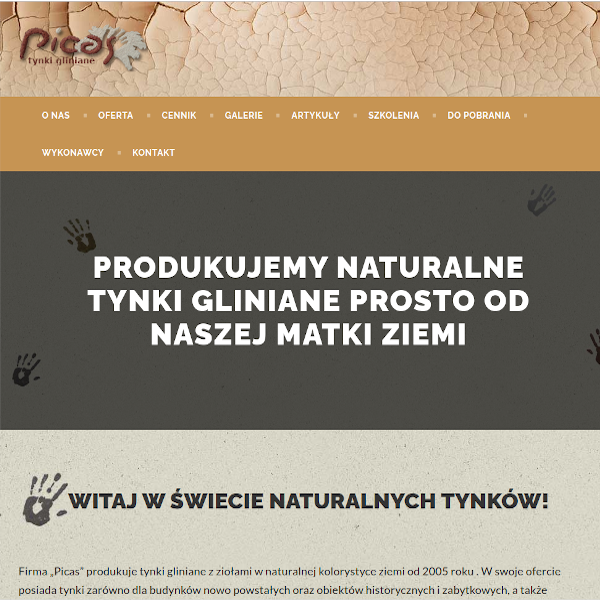 Picas
tynki gliniane
O NAS OFERTA CENNIK GALERIE ARTYKUŁY SZKOLENIA DO POBRANIA
WYKONAWCY KONTAKT
PRODUKUJEMY NATURALNE
TYNKI GLINIANE PROSTO OD
NASZEJ MATKI ZIEMI
WITAJ W ŚWIECIE NATURALNYCH TYNKÓW!
Firma „Picas” produkuje tynki gliniane z ziołami w naturalnej kolorystyce ziemi od 2005 roku . W swoje ofercie
posiada tynki zarówno dla budynków nowo powstałych oraz obiektów historycznych i zabytkowych, a także